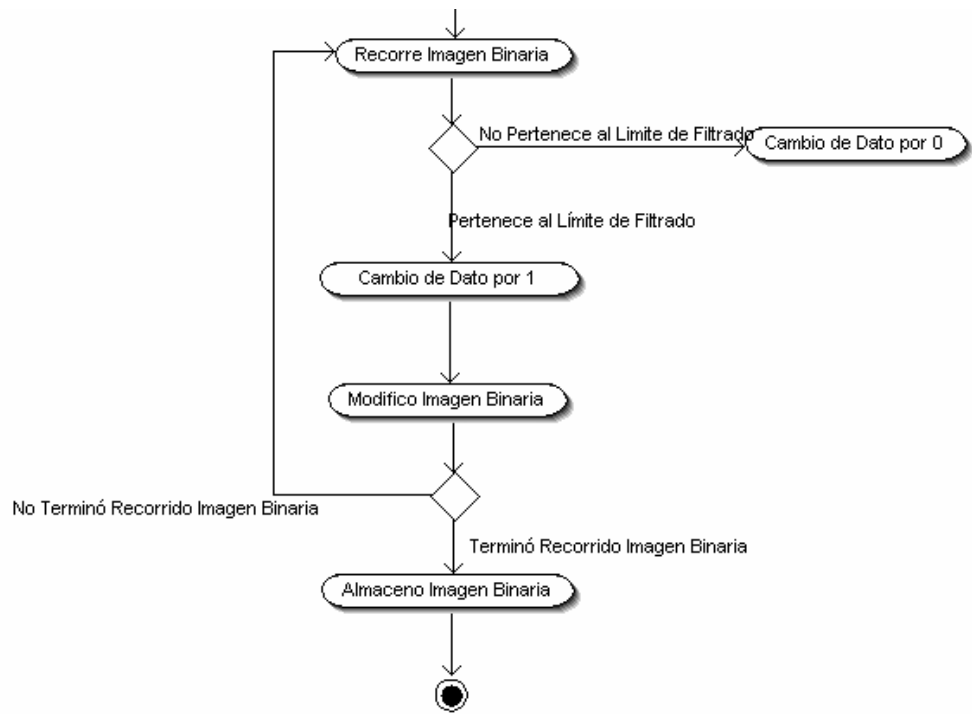 Recorre Imagen Binaria
No Pertenece al Limite de Filtrado
Cambio de Dato por 0
Pertenece al Límite de Filtrado
Cambio de Dato por 1
Modifico Imagen Binaria
No Terminó Recorrido Imagen Binaria
Terminó Recorrido Imagen Binaria
Almaceno Imagen Binaria